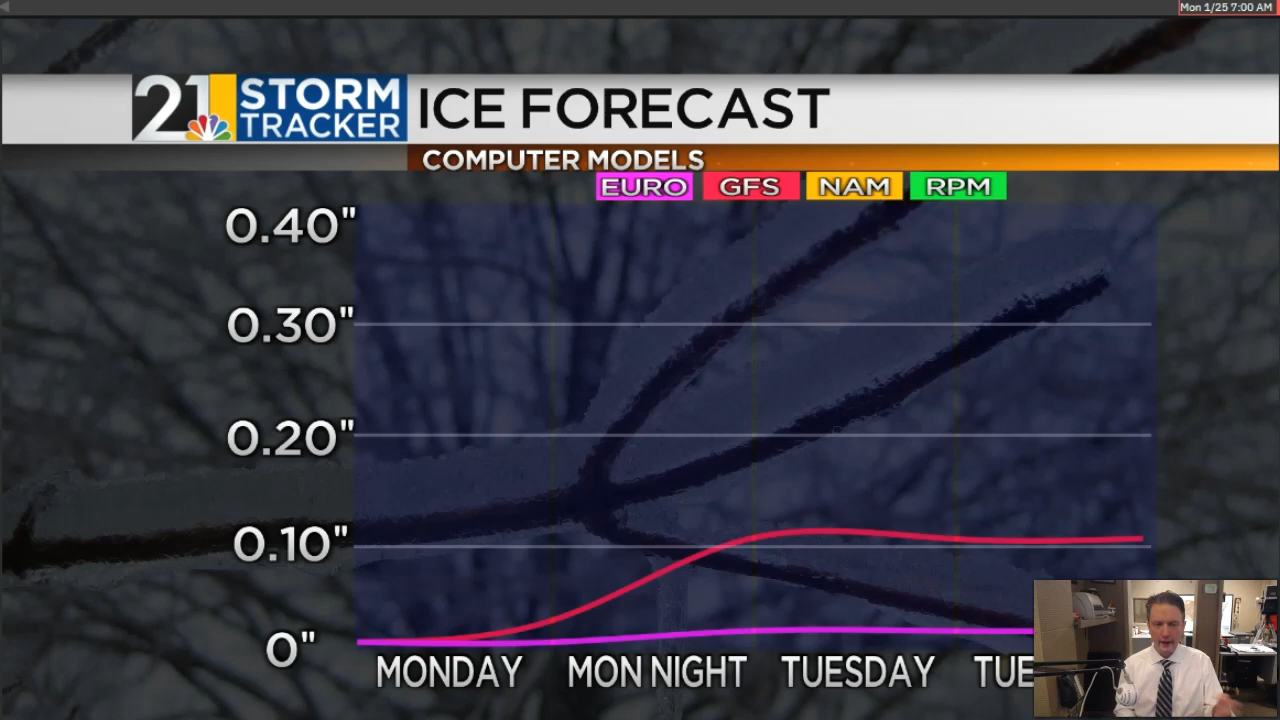 Mon 1/25 7:00 AM
21 STORM TRACKER
ICE FORECAST
COMPUTER MODELS
EURO GFS NAM RPM
0.40"
0.30"
0.20"
0.10"
0"
MONDAY MON NIGHT TUESDAY TUE